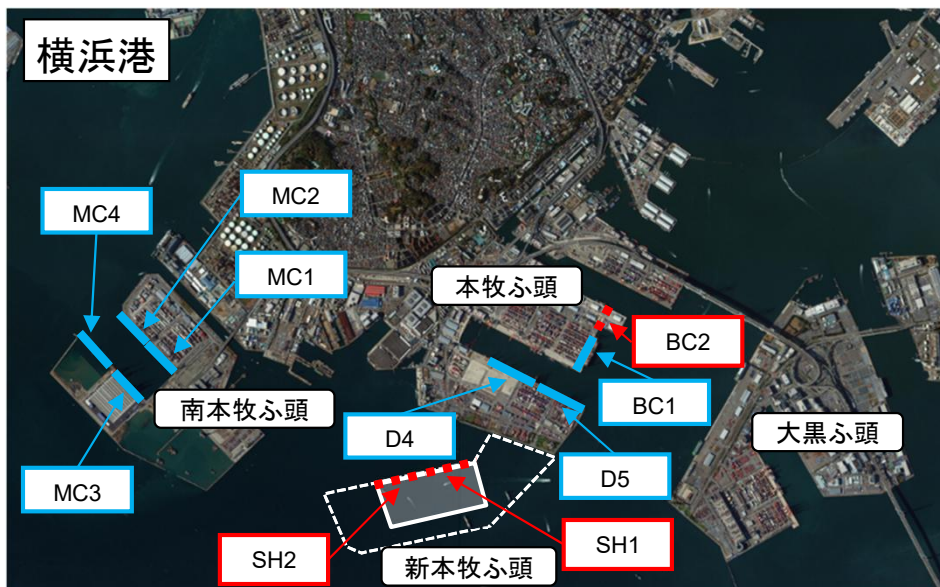 横浜港
MC4
MC2
MC1
本牧ふ頭
BC2
南本牧ふ頭
BC1
D4
大黒ふ頭
MC3
D5
SH2
SH1
新本牧ふ頭